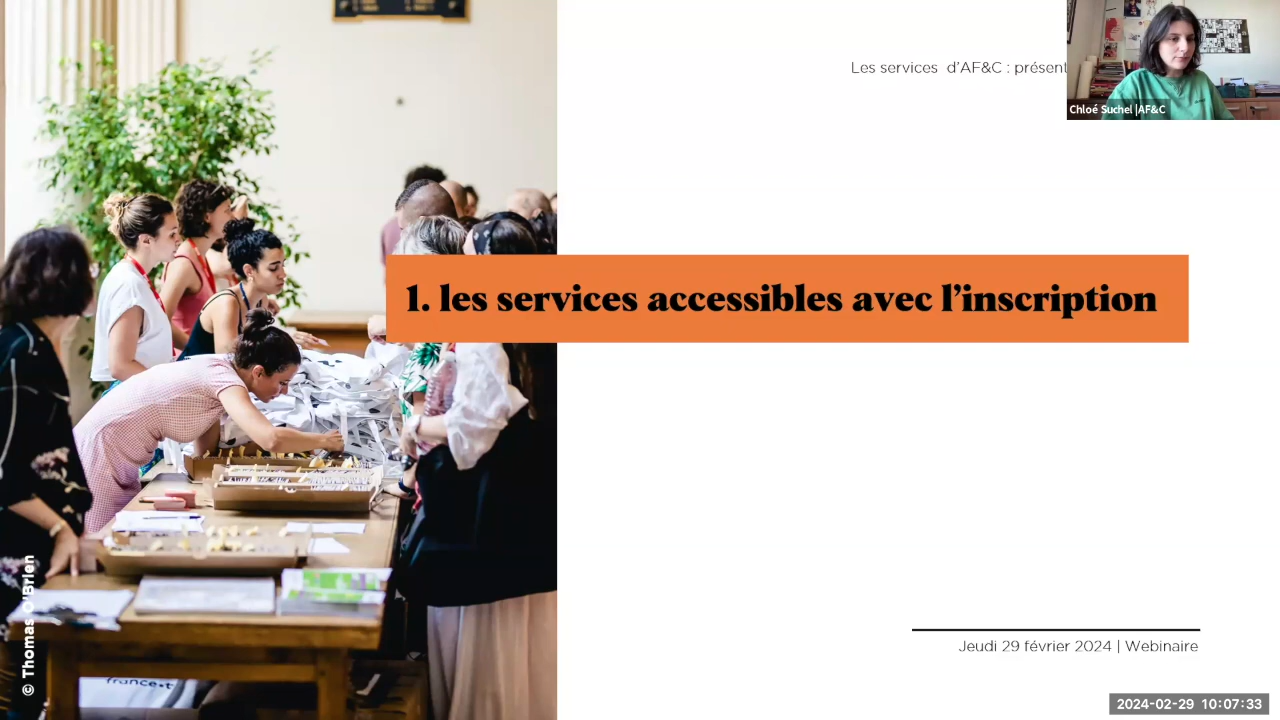 Les services d’AF&C : présent
Chloé Suchel |AF&C
1. les services accessibles avec l’inscription
© Thomas O’Brien
Jeudi 29 février 2024 | Webinaire
2024-02-29 10:07:33